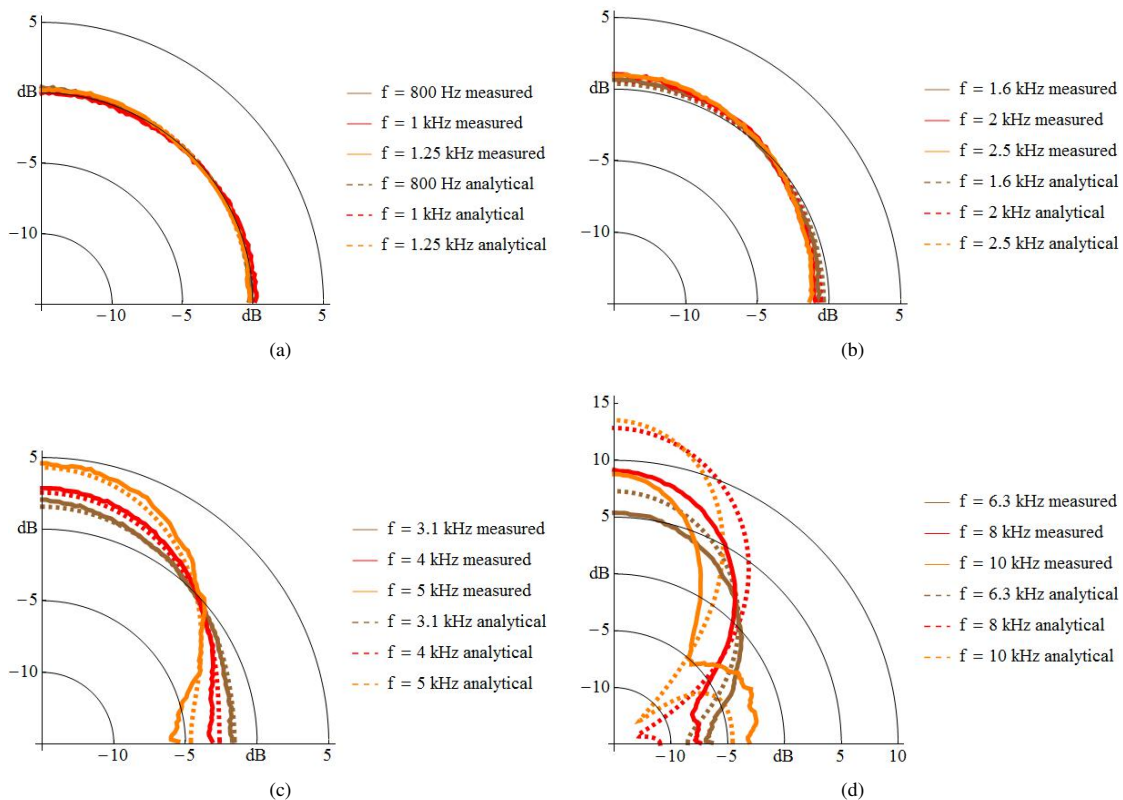 5
dB
−5
−10
−10
−5
dB
5
f = 800 Hz measured
f = 1 kHz measured
f = 1.25 kHz measured
f = 800 Hz analytical
f = 1 kHz analytical
f = 1.25 kHz analytical
(a)
5
dB
−5
−10
−10
−5
dB
5
f = 1.6 kHz measured
f = 2 kHz measured
f = 2.5 kHz measured
f = 1.6 kHz analytical
f = 2 kHz analytical
f = 2.5 kHz analytical
(b)
5
dB
−5
−10
−10
−5
dB
5
f = 3.1 kHz measured
f = 4 kHz measured
f = 5 kHz measured
f = 3.1 kHz analytical
f = 4 kHz analytical
f = 5 kHz analytical
(c)
15
10
5
dB
−5
−10
−10
−5
dB
5
10
f = 6.3 kHz measured
f = 8 kHz measured
f = 10 kHz measured
f = 6.3 kHz analytical
f = 8 kHz analytical
f = 10 kHz analytical
(d)